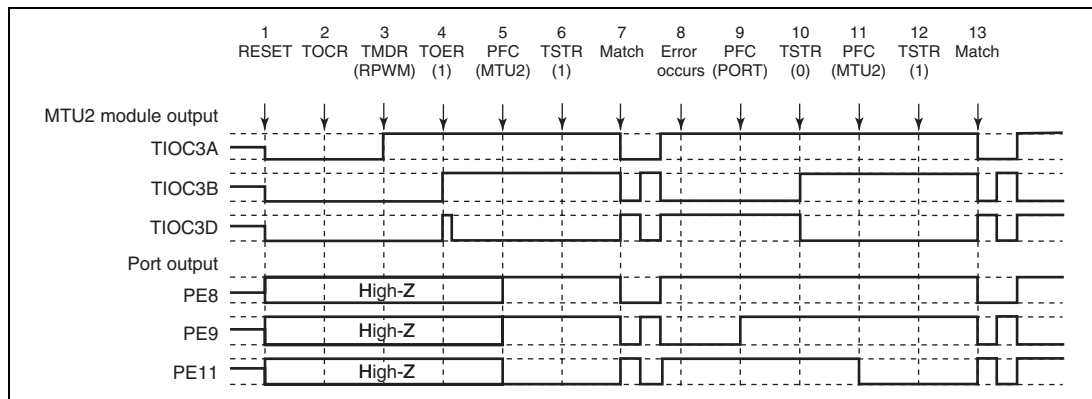 1 2 3 4 5 6 7 8 9 10 11 12 13
RESET TOCR TMDR TOER PFC TSTR Match Error PFC TSTR PFC TSTR Match
(RPWM) (1) (MTU2) (1) occurs (PORT) (0) (MTU2) (1)
MTU2 module output
TIOC3A
TIOC3B
TIOC3D
Port output
PE8 High-Z
PE9 High-Z
PE11 High-Z